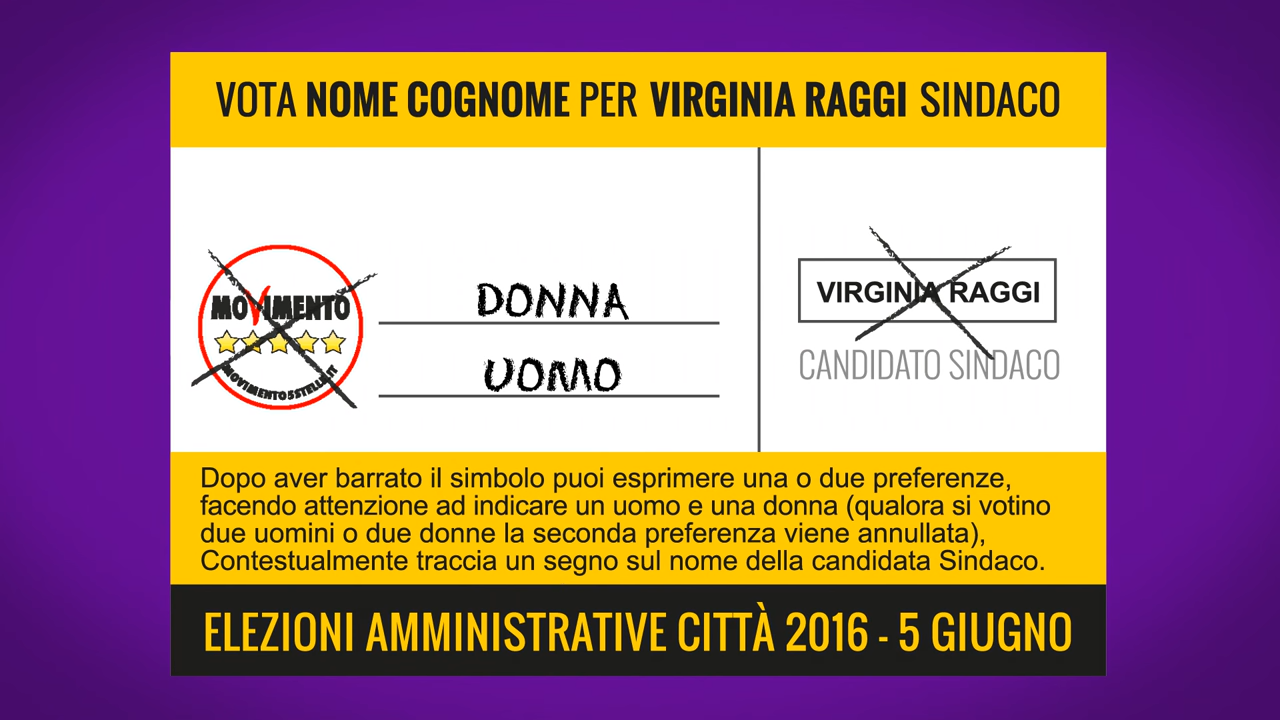 VOTA NOME COGNOME PER VIRGINIA RAGGI SINDACO
MOVIMENTO
MOVIMENTO5STELLE.IT
DONNA
UOMO
VIRGINIA RAGGI
CANDIDATO SINDACO
Dopo aver barrato il simbolo puoi esprimere una o due preferenze,
facendo attenzione ad indicare un uomo e una donna (qualora si votino
due uomini o due donne la seconda preferenza viene annullata),
Contestualmente traccia un segno sul nome della candidata Sindaco.
ELEZIONI AMMINISTRATIVE CITTÀ 2016 - 5 GIUGNO